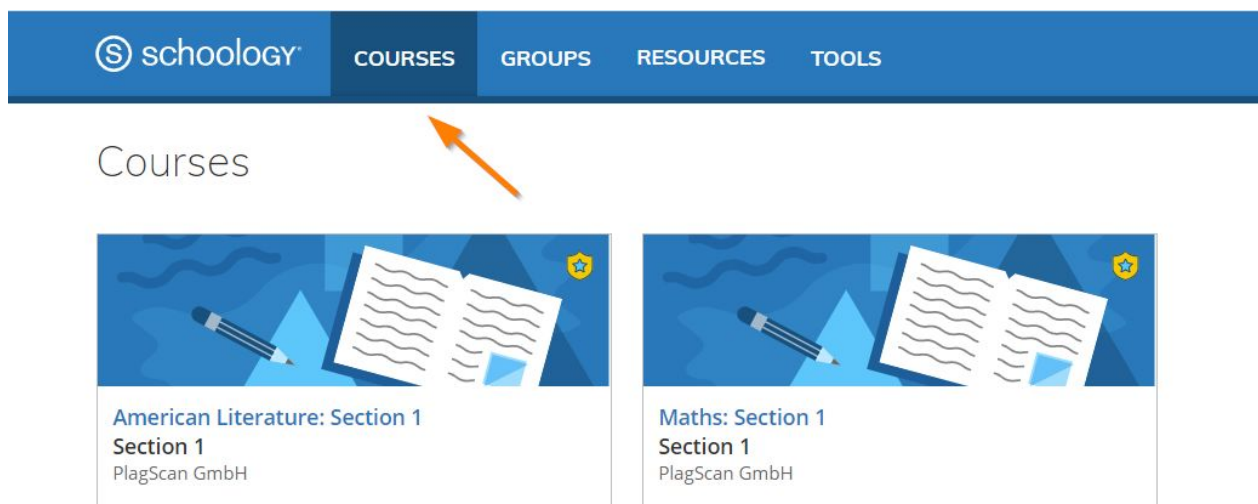 schoology COURSES GROUPS RESOURCES TOOLS
Courses
American Literature: Section 1
Section 1
PlagScan GmbH
Maths: Section 1
Section 1
PlagScan GmbH